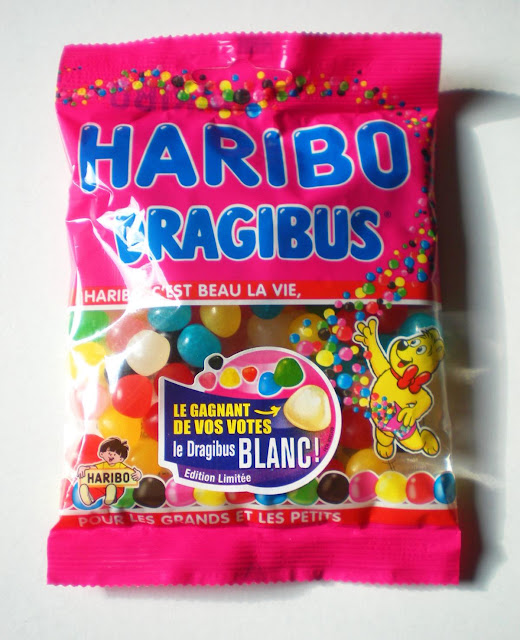 HARIBO
DRAGIBUS
HARIBO C'EST BEAU LA VIE,
LE GAGNANT
DE VOS VOTES
le Dragibus BLANC!
Edition Limitée
HARIBO
POUR LES GRANDS ET LES PETITS